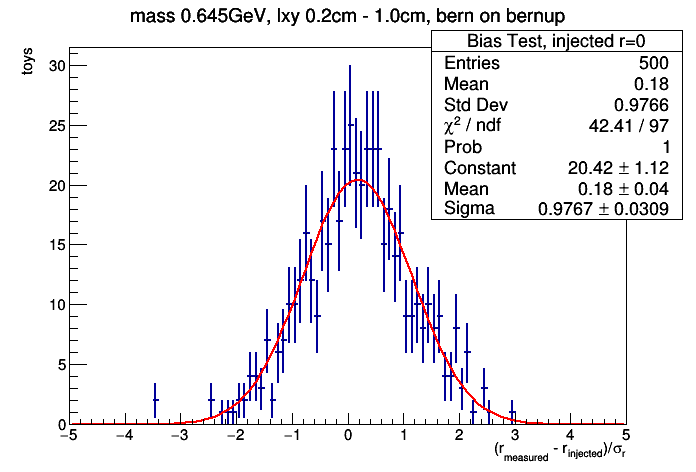 mass 0.645GeV, lxy 0.2cm - 1.0cm, bern on bernup
Bias Test, injected r=0
Entries 500
Mean 0.18
Std Dev 0.9766
χ² / ndf 42.41 / 97
Prob 1
Constant 20.42 ± 1.12
Mean 0.18 ± 0.04
Sigma 0.9767 ± 0.0309
toys
30
25
20
15
10
5
0
−5 −4 −3 −2 −1 0 1 2 3 4 5
(r_measured - r_injected)/σ_r